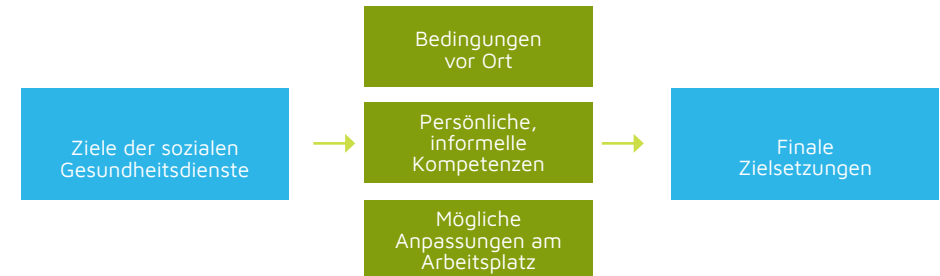 Ziele der sozialen
Gesundheitsdienste
Bedingungen
vor Ort
Persönliche,
informelle
Kompetenzen
Mögliche
Anpassungen am
Arbeitsplatz
Finale
Zielsetzungen